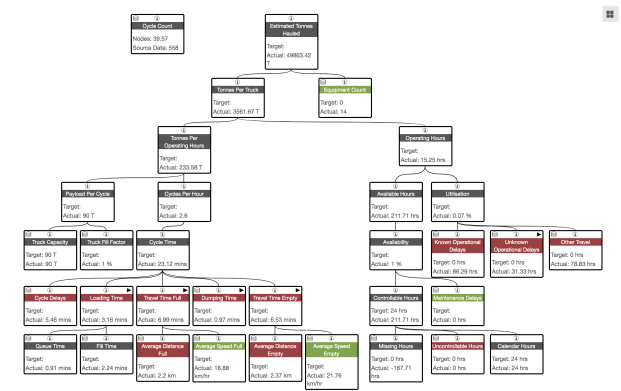 Cycle Count
Nodes: 39.57
Source Data: 558
Estimated Tonnes
Hauled
Target:
Actual: 49863.42
T
Tonnes Per Truck
Target:
Actual: 3561.67 T
Equipment Count
Target: 0
Actual: 14
Tonnes Per
Operating Hours
Target:
Actual: 233.58 T
Operating Hours
Target:
Actual: 15.25 hrs
Payload Per Cycle
Target:
Actual: 90 T
Cycles Per Hour
Target:
Actual: 2.6
Available Hours
Target:
Actual: 211.71 hrs
Utilisation
Target:
Actual: 0.07 %
Truck Capacity
Target: 90 T
Actual: 90 T
Truck Fill Factor
Target:
Actual: 1 %
Cycle Time
Target:
Actual: 23.12 mins
Availability
Target:
Actual: 1 %
Known Operational
Delays
Target: 0 hrs
Actual: 86.29 hrs
Unknown
Operational Delays
Target: 0 hrs
Actual: 31.33 hrs
Other Travel
Target: 0 hrs
Actual: 78.83 hrs
Cycle Delays
Target:
Actual: 5.46 mins
Loading Time
Target:
Actual: 3.16 mins
Travel Time Full
Target:
Actual: 6.99 mins
Dumping Time
Target:
Actual: 0.97 mins
Travel Time Empty
Target:
Actual: 6.53 mins
Controllable Hours
Target: 24 hrs
Actual: 211.71 hrs
Maintenance Delays
Target:
Actual: 0 hrs
Queue Time
Target:
Actual: 0.91 mins
Fill Time
Target:
Actual: 2.24 mins
Average Distance
Full
Target:
Actual: 2.2 km
Average Speed Full
Target:
Actual: 18.88
km/hr
Average Distance
Empty
Target:
Actual: 2.37 km
Average Speed
Empty
Target:
Actual: 21.76
km/hr
Missing Hours
Target: 0 hrs
Actual: -187.71
hrs
Uncontrollable Hours
Target: 0 hrs
Actual: 0 hrs
Calendar Hours
Target: 24 hrs
Actual: 24 hrs